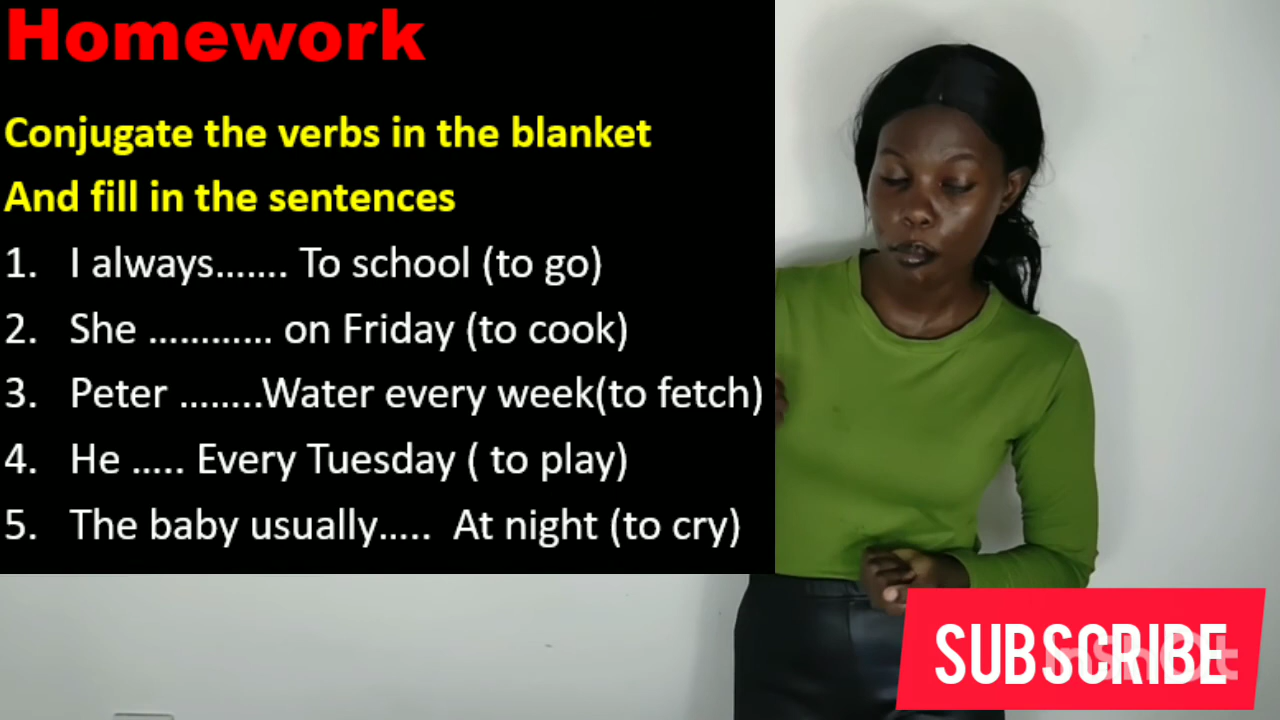 Homework
Conjugate the verbs in the blanket
And fill in the sentences
1. I always....... To school (to go)
2. She ............ on Friday (to cook)
3. Peter ........Water every week(to fetch)
4. He ..... Every Tuesday ( to play)
5. The baby usually..... At night (to cry)
SUBSCRIBE